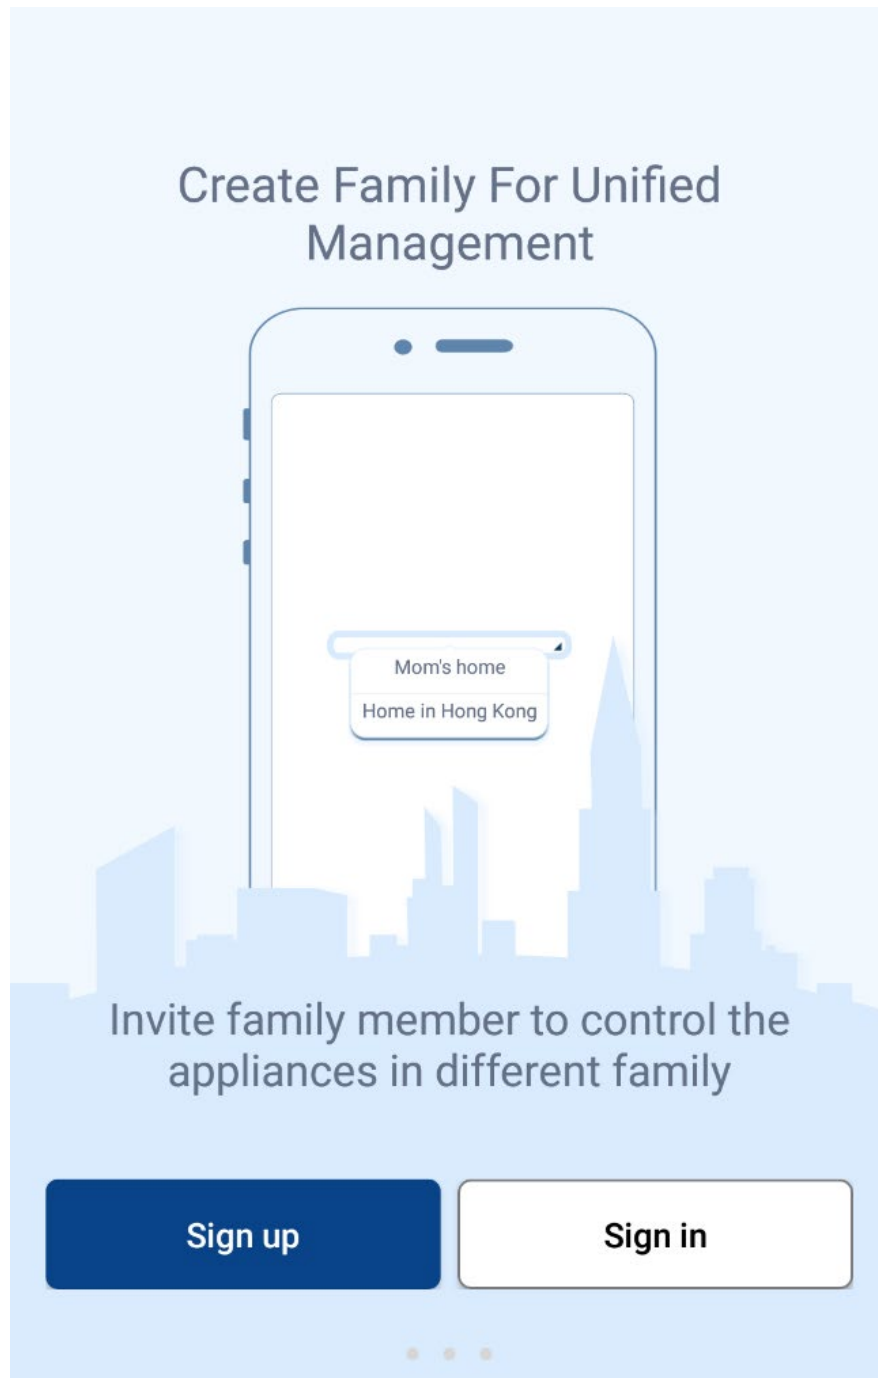 Create Family For Unified
Management
Mom's home
Home in Hong Kong
Invite family member to control the
appliances in different family
Sign up
Sign in